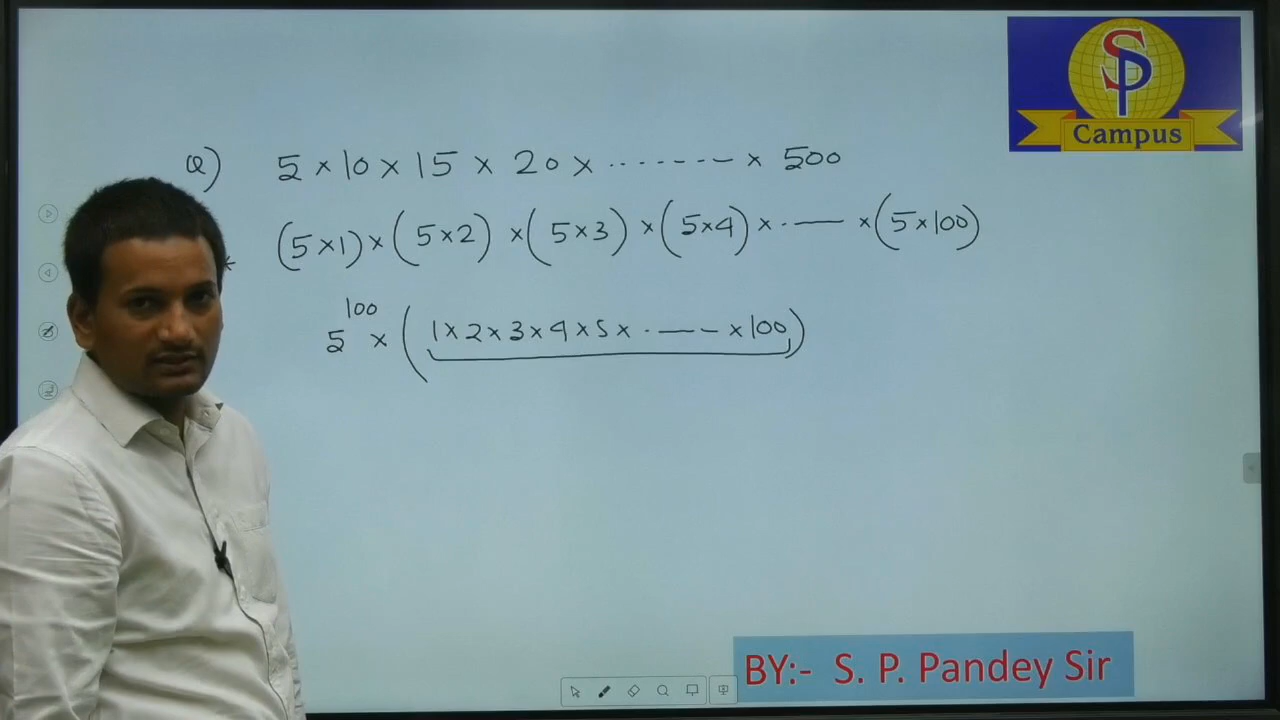 SP
Campus
Q) 5 × 10 × 15 × 20 × ------- × 500
(5×1) × (5×2) × (5×3) × (5×4) × ·—— × (5×100)
5^100 × (1×2×3×4×5× ·—— – ×100)
BY:- S. P. Pandey Sir